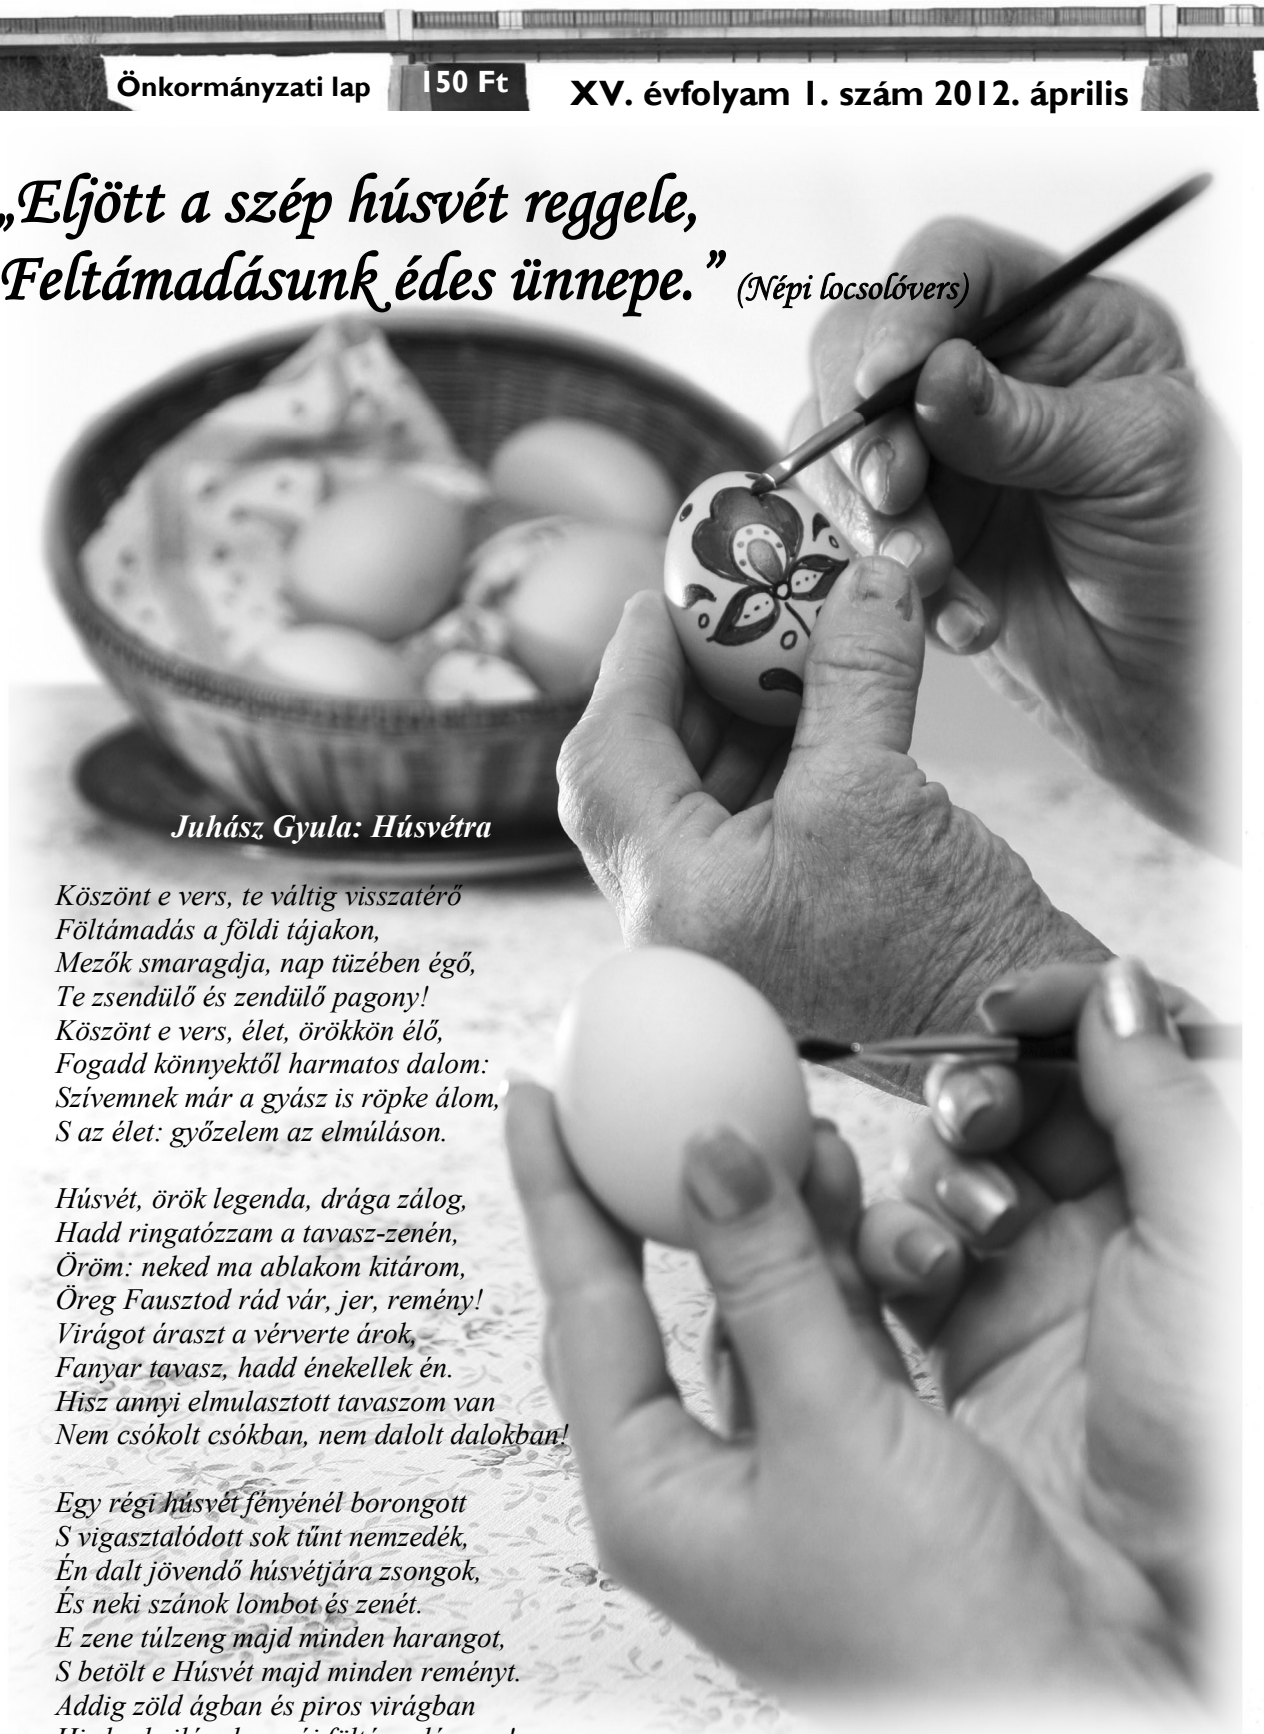 Önkormányzati lap
150 Ft
XV. évfolyam 1. szám 2012. április
„Eljött a szép húsvét reggele,
Feltámadásunk édes ünnepe.” (Népi locsolóvers)
Juhász Gyula: Húsvétra
Köszönt e vers, te váltig visszatérő
Föltámadás a földi tájakon,
Mezők smaragdja, nap tüzében égő,
Te zsendülő és zendülő pagony!
Köszönt e vers, élet, örökkön élő,
Fogadd könnyektől harmatos dalom:
Szívemnek már a gyász is röpke álom,
S az élet: győzelem az elmúláson.
Húsvét, örök legenda, drága zálog,
Hadd ringatózzam a tavasz-zenén,
Öröm: neked ma ablakom kitárom,
Öreg Fausztod rád vár, jer, remény!
Virágot áraszt a vérverte árok,
Fanyar tavasz, hadd énekellek én.
Hisz annyi elmulasztott tavaszom van
Nem csókolt csókban, nem dalolt dalokban!
Egy régi húsvét fényénél borongott
S vigasztalódott sok tűnt nemzedék,
Én dalt jövendő húsvétjára zsongok,
És neki szánok lombot és zenét.
E zene túlzeng majd minden harangot,
S betölt e Húsvét majd minden reményt.
Addig zöld ágban és piros virágban